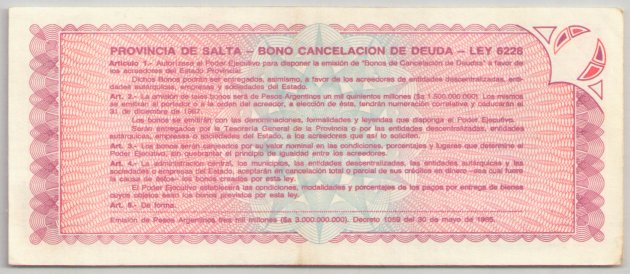 PROVINCIA DE SALTA – BONO CANCELACION DE DEUDA – LEY 6228
Artículo 1.- Autorízase al Poder Ejecutivo para disponer la emisión de "Bonos de Cancelación de Deudas" a favor de
los acreedores del Estado Provincial.
Dichos Bonos podrán ser entregados, asimismo, a favor de los acreedores de entidades descentralizadas, enti-
dades autárquicas, empresas y sociedades del Estado.
Art. 2.- La emisión de tales bonos será de Pesos Argentinos un mil quinientos millones ($a 1.500.000.000). Los mismos
se emitirán al portador o a la orden del acreedor, a elección de ésta, tendrán numeración correlativa y caducarán el
31 de diciembre de 1987.
Los bonos se emitirán con las denominaciones, formalidades y leyendas que disponga el Poder Ejecutivo.
Serán entregados por la Tesorería General de la Provincia o por las entidades descentralizadas, entidades
autárquicas, empresas o sociedades del Estado, a los acreedores que así lo soliciten.
Art. 3.- Los bonos serán canjeados por su valor nominal en las condiciones, porcentajes y lugares que determine el
Poder Ejecutivo, sin quebrantar el principio de igualdad entre los acreedores.
Art. 4.- La administración central, los municipios, las entidades descentralizadas, las entidades autárquicas y las
sociedades o empresas del Estado, aceptarán en cancelación total o parcial de sus créditos en dinero -sea cual fuere
la causa de éstos- los bonos creados por esta ley.
El Poder Ejecutivo establecerá las condiciones, modalidades y porcentajes de los pagos por entrega de bienes
cuyos objetos serán los bonos previstos por esta ley.
Art. 5.- De forma.
Emisión de Pesos Argentinos tres mil millones ($a 3.000.000.000). Decreto 1059 del 30 de mayo de 1985.